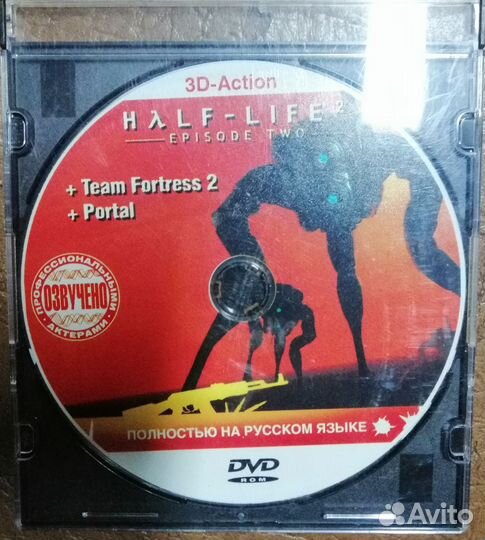 3D-Action
HλLF-LIFE 2
EPISODE TWO
+ Team Fortress 2
+ Portal
ПРОФЕССИОНАЛЬНЫМИ
ОЗВУЧЕНО
АКТЕРАМИ
ПОЛНОСТЬЮ НА РУССКОМ ЯЗЫКЕ
DVD
ROM
Avito